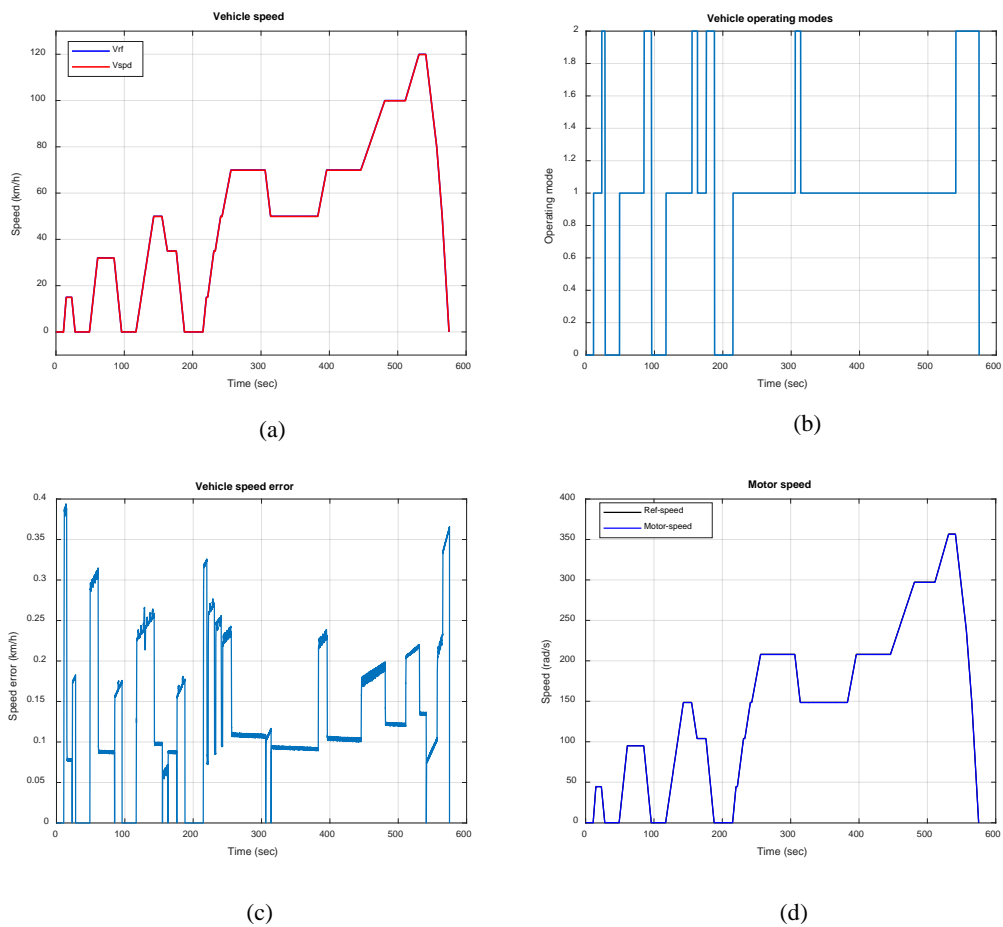 Vehicle speed
Vrf
Vspd
120
100
80
60
40
20
0
Speed (km/h)
0 100 200 300 400 500 600
Time (sec)
(a)
Vehicle operating modes
2
1.8
1.6
1.4
1.2
1
0.8
0.6
0.4
0.2
0
Operating mode
0 100 200 300 400 500 600
Time (sec)
(b)
Vehicle speed error
0.4
0.35
0.3
0.25
0.2
0.15
0.1
0.05
0
Speed error (km/h)
0 100 200 300 400 500 600
Time (sec)
(c)
Motor speed
Ref-speed
Motor-speed
400
350
300
250
200
150
100
50
0
Speed (rad/s)
0 100 200 300 400 500 600
Time (sec)
(d)